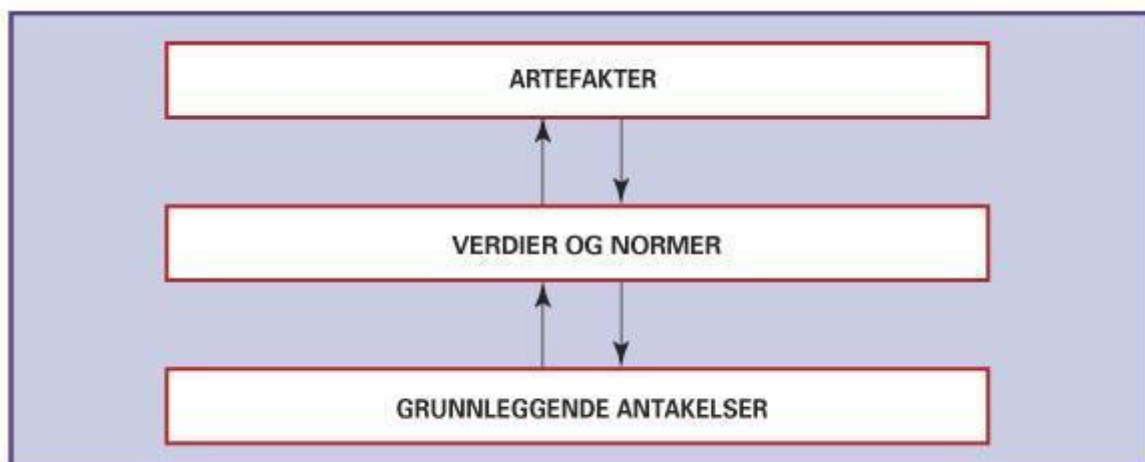 ARTEFAKTER
VERDIER OG NORMER
GRUNNLEGGENDE ANTAKELSER